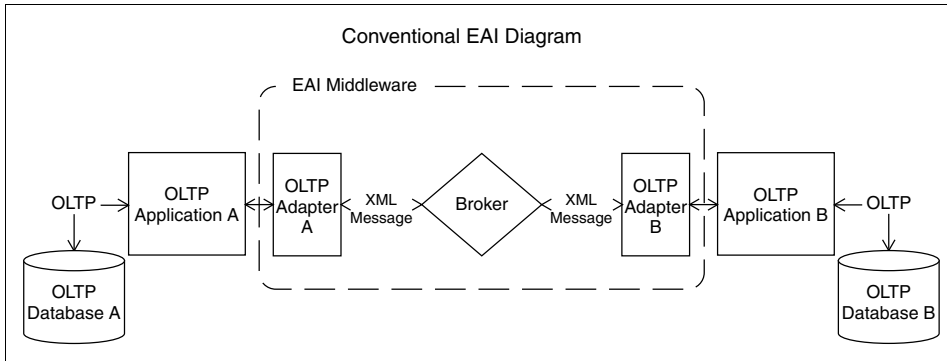 Conventional EAI Diagram
EAI Middleware
OLTP
OLTP
Application A
OLTP
Adapter
A
XML
Message
Broker
XML
Message
OLTP
Adapter
B
OLTP
Application B
OLTP
OLTP
Database A
OLTP
Database B